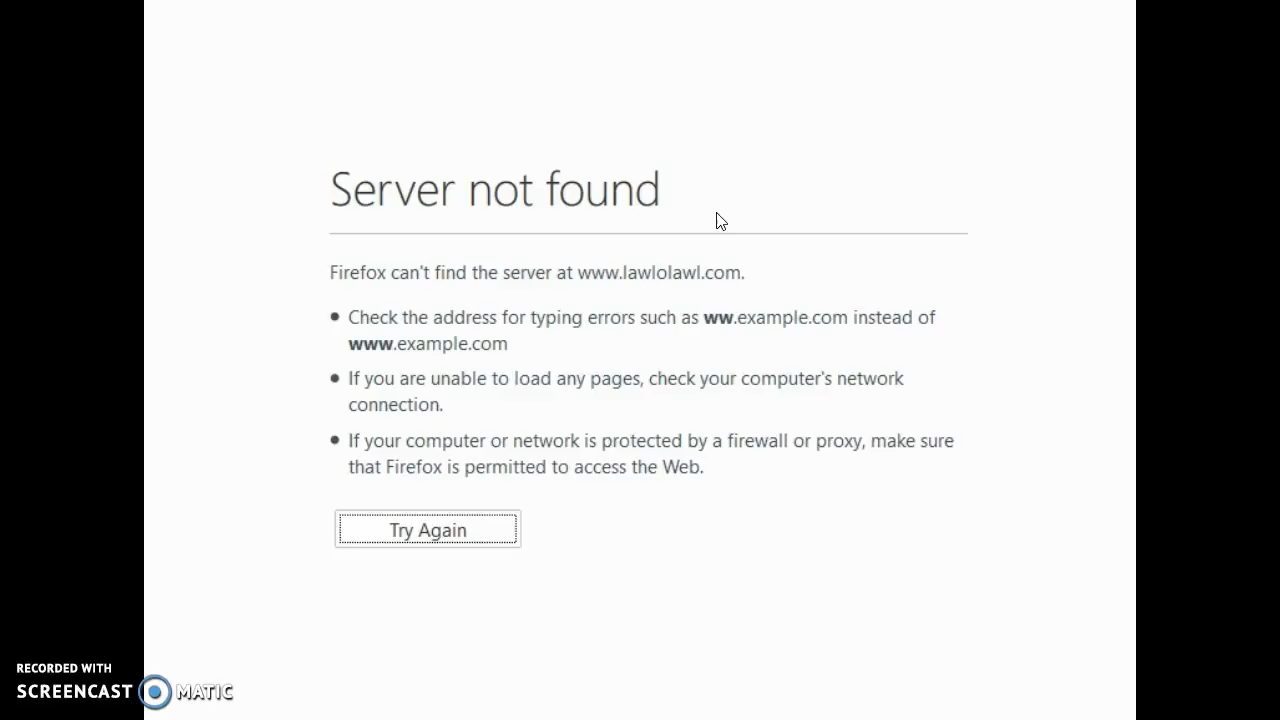 Server not found
Firefox can't find the server at www.lawlolawl.com.
Check the address for typing errors such as ww.example.com instead of
www.example.com
If you are unable to load any pages, check your computer's network
connection.
If your computer or network is protected by a firewall or proxy, make sure
that Firefox is permitted to access the Web.
Try Again
RECORDED WITH
SCREENCAST MATIC